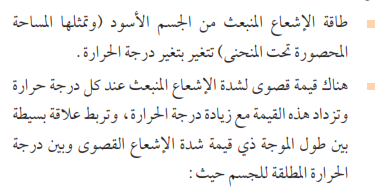 طاقة الإشعاع المنبعث من الجسم الأسود (وتمثلها المساحة
المحصورة تحت المنحنى) تتغير بتغير درجة الحرارة.
هناك قيمة قصوى لشدة الإشعاع المنبعث عند كل درجة حرارة
وتزداد هذه القيمة مع زيادة درجة الحرارة، وتربط علاقة بسيطة
بين طول الموجة ذي قيمة شدة الإشعاع القصوى وبين درجة
الحرارة المطلقة للجسم حيث: